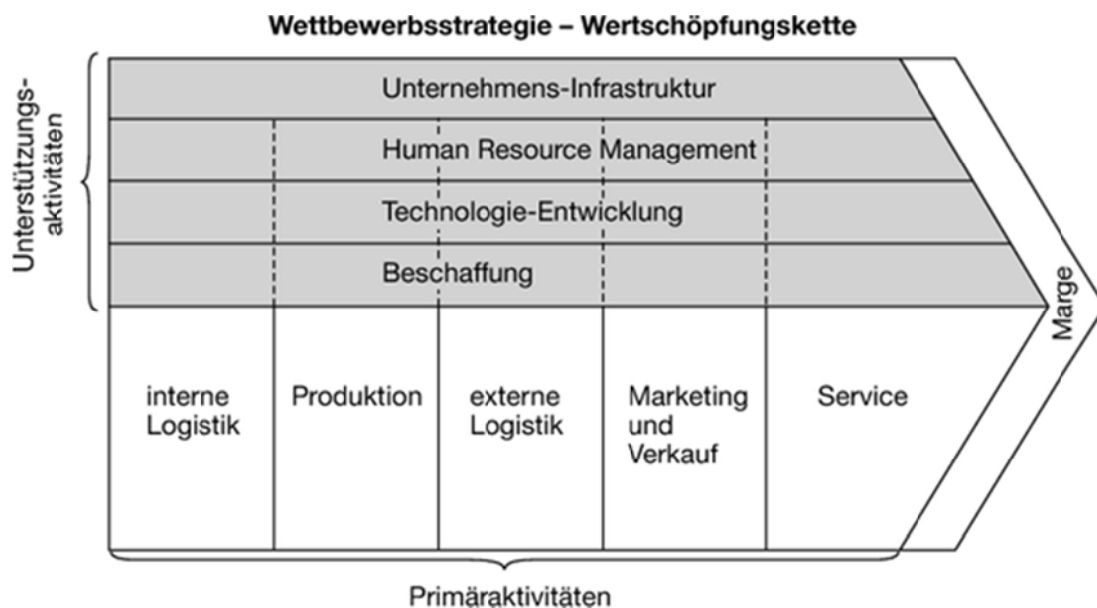 Wettbewerbsstrategie – Wertschöpfungskette
Unterstützungs-
aktivitäten
Unternehmens-Infrastruktur
Human Resource Management
Technologie-Entwicklung
Beschaffung
interne
Logistik
Produktion
externe
Logistik
Marketing
und
Verkauf
Service
Marge
Primäraktivitäten